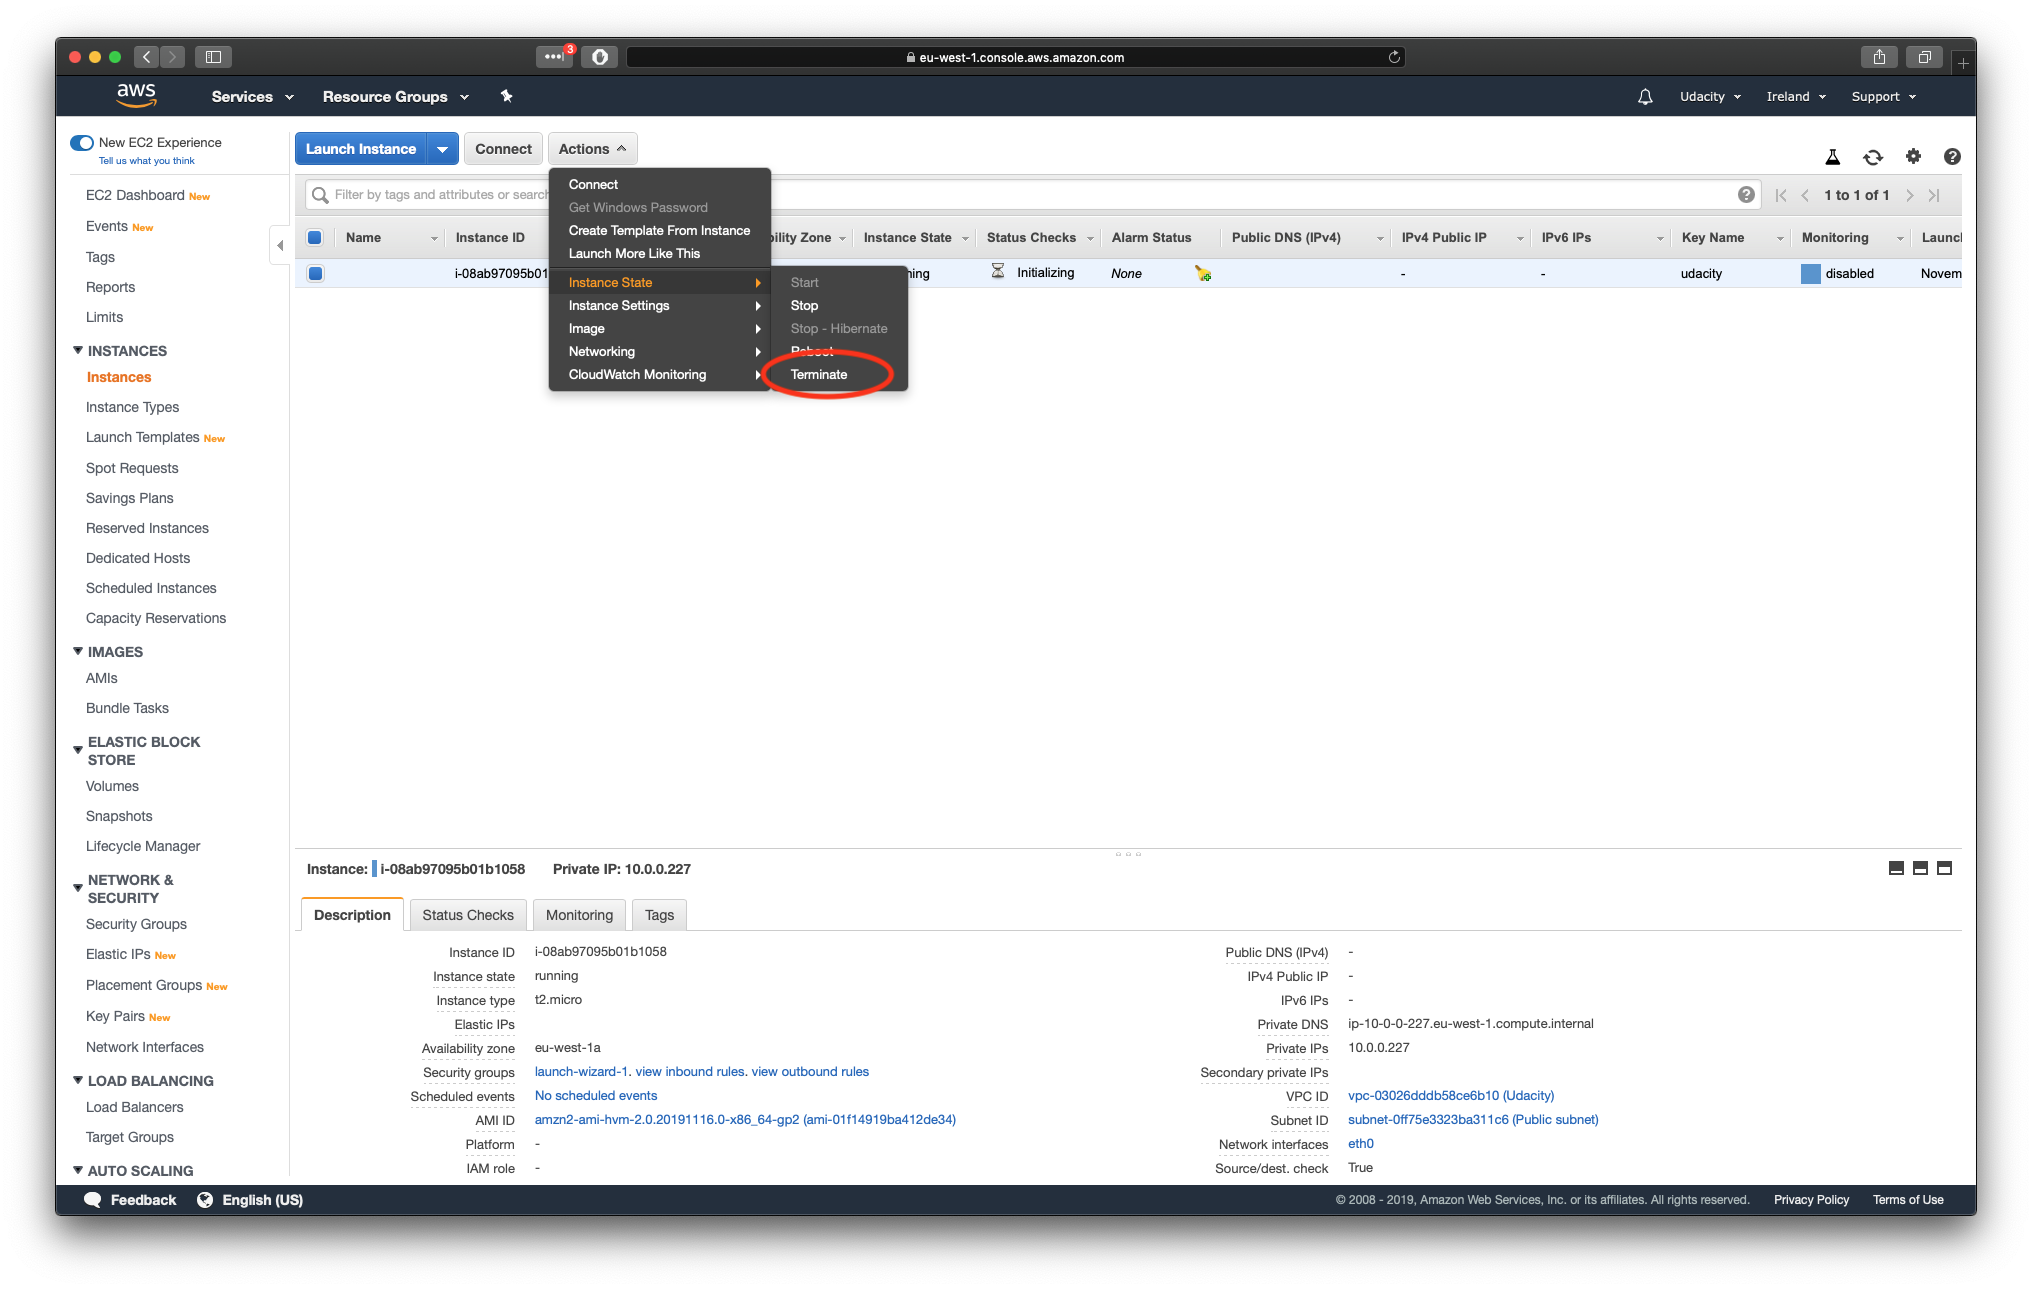 3
eu-west-1.console.aws.amazon.com
aws
Services
Resource Groups
Udacity
Ireland
Support
New EC2 Experience
Tell us what you think
EC2 Dashboard New
Events New
Tags
Reports
Limits
INSTANCES
Instances
Instance Types
Launch Templates New
Spot Requests
Savings Plans
Reserved Instances
Dedicated Hosts
Scheduled Instances
Capacity Reservations
IMAGES
AMIs
Bundle Tasks
ELASTIC BLOCK
STORE
Volumes
Snapshots
Lifecycle Manager
NETWORK &
SECURITY
Security Groups
Elastic IPs New
Placement Groups New
Key Pairs New
Network Interfaces
LOAD BALANCING
Load Balancers
Target Groups
AUTO SCALING
Launch Instance
Connect
Actions
Filter by tags and attributes or search
1 to 1 of 1
Name
Instance ID
bility Zone
Instance State
Status Checks
Alarm Status
Public DNS (IPv4)
IPv4 Public IP
IPv6 IPs
Key Name
Monitoring
Launch
i-08ab97095b01
ning
Initializing
None
-
-
udacity
disabled
Novem
Connect
Get Windows Password
Create Template From Instance
Launch More Like This
Instance State
Instance Settings
Image
Networking
CloudWatch Monitoring
Start
Stop
Stop - Hibernate
Reboot
Terminate
Instance: i-08ab97095b01b1058 Private IP: 10.0.0.227
Description
Status Checks
Monitoring
Tags
Instance ID i-08ab97095b01b1058
Instance state running
Instance type t2.micro
Elastic IPs
Availability zone eu-west-1a
Security groups launch-wizard-1. view inbound rules. view outbound rules
Scheduled events No scheduled events
AMI ID amzn2-ami-hvm-2.0.20191116.0-x86_64-gp2 (ami-01f14919ba412de34)
Platform -
IAM role -
Public DNS (IPv4) -
IPv4 Public IP -
IPv6 IPs -
Private DNS ip-10-0-0-227.eu-west-1.compute.internal
Private IPs 10.0.0.227
Secondary private IPs
VPC ID vpc-03026dddb58ce6b10 (Udacity)
Subnet ID subnet-0ff75e3323ba311c6 (Public subnet)
Network interfaces eth0
Source/dest. check True
Feedback
English (US)
© 2008 - 2019, Amazon Web Services, Inc. or its affiliates. All rights reserved.
Privacy Policy
Terms of Use